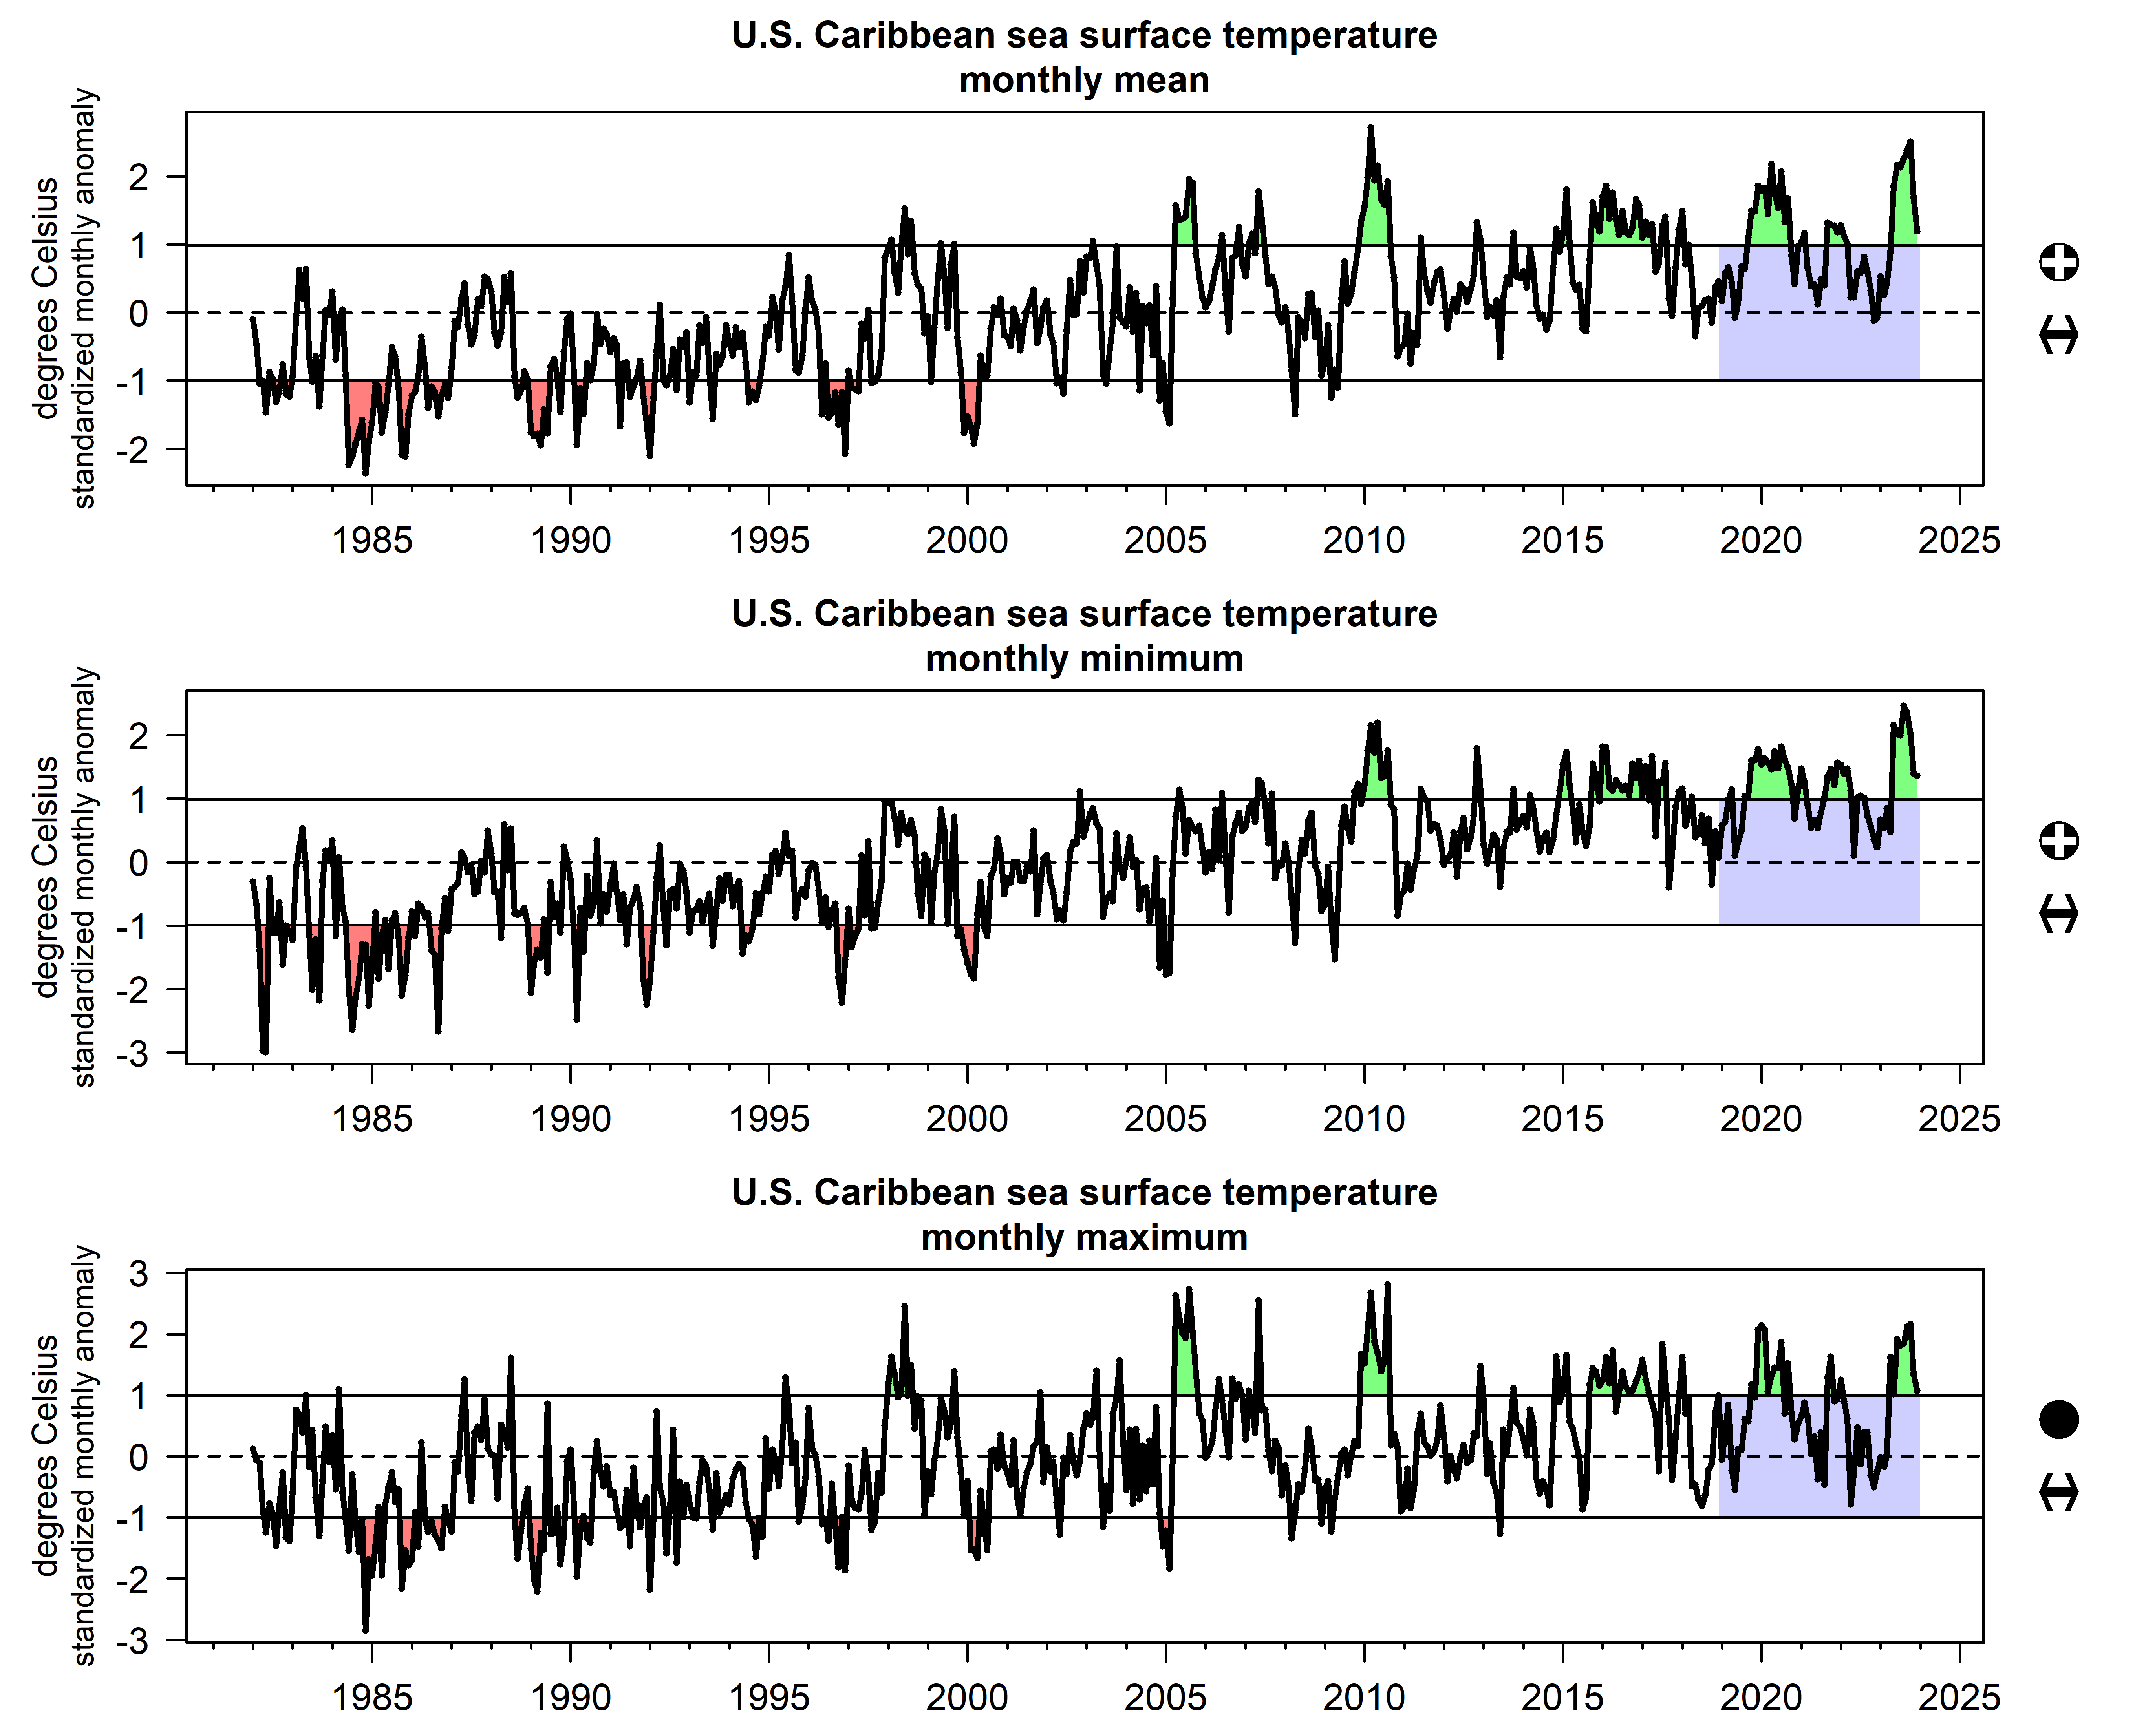 U.S. Caribbean sea surface temperature
monthly mean
degrees Celsius
standardized monthly anomaly
2
1
0
-1
-2
1985 1990 1995 2000 2005 2010 2015 2020 2025
U.S. Caribbean sea surface temperature
monthly minimum
degrees Celsius
standardized monthly anomaly
2
1
0
-1
-2
-3
1985 1990 1995 2000 2005 2010 2015 2020 2025
U.S. Caribbean sea surface temperature
monthly maximum
degrees Celsius
standardized monthly anomaly
3
2
1
0
-1
-2
-3
1985 1990 1995 2000 2005 2010 2015 2020 2025